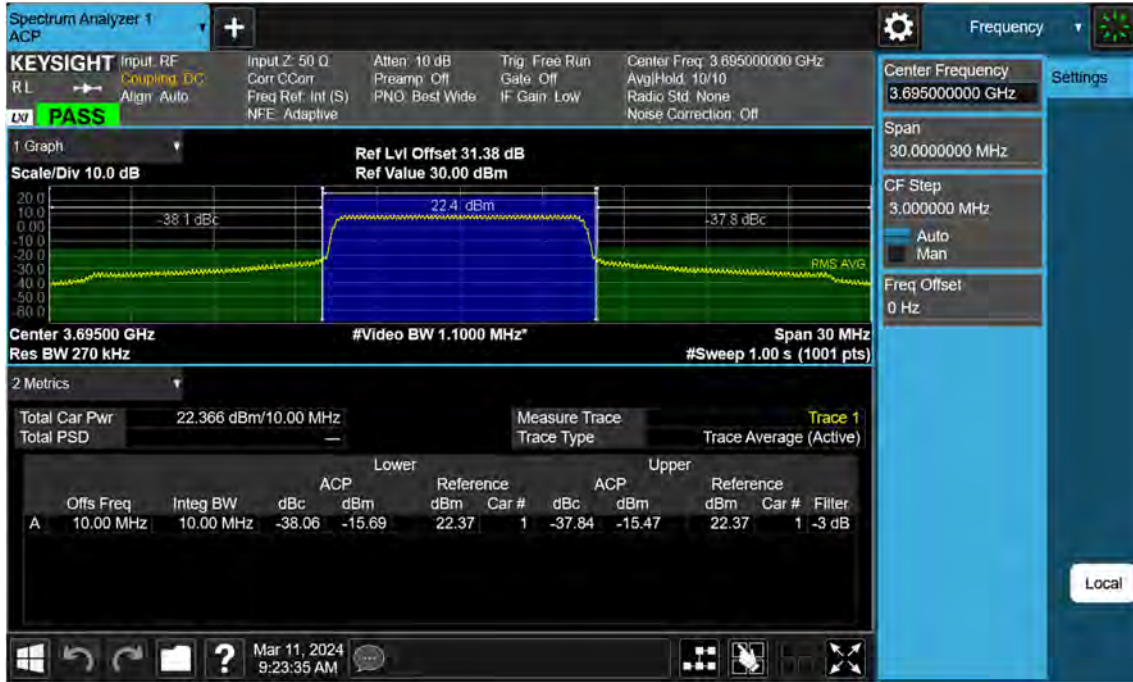 Spectrum Analyzer 1
ACP
+
Frequency
KEYSIGHT
RL
LXI
PASS
Input: RF
Coupling: DC
Align: Auto
Input Z: 50 Ω
Corr CCorr
Freq Ref: Int (S)
NFE: Adaptive
Atten: 10 dB
Preamp: Off
PNO: Best Wide
Trig: Free Run
Gate: Off
IF Gain: Low
Center Freq: 3.695000000 GHz
Avg|Hold: 10/10
Radio Std: None
Noise Correction: Off
Center Frequency
3.695000000 GHz
Settings
Span
30.0000000 MHz
CF Step
3.000000 MHz
Auto
Man
Freq Offset
0 Hz
1 Graph
Scale/Div 10.0 dB
Ref Lvl Offset 31.38 dB
Ref Value 30.00 dBm
20.0
10.0
0.00
-10.0
-20.0
-30.0
-40.0
-50.0
-60.0
-38.1 dBc
22.4 dBm
-37.8 dBc
RMS AVG
Center 3.69500 GHz
#Video BW 1.1000 MHz*
Span 30 MHz
Res BW 270 kHz
#Sweep 1.00 s (1001 pts)
2 Metrics
Total Car Pwr 22.366 dBm/10.00 MHz
Total PSD —
Measure Trace Trace 1
Trace Type Trace Average (Active)
Lower Upper
ACP Reference ACP Reference
Offs Freq Integ BW dBc dBm dBm Car # dBc dBm dBm Car # Filter
A 10.00 MHz 10.00 MHz -38.06 -15.69 22.37 1 -37.84 -15.47 22.37 1 -3 dB
Local
?
Mar 11, 2024
9:23:35 AM